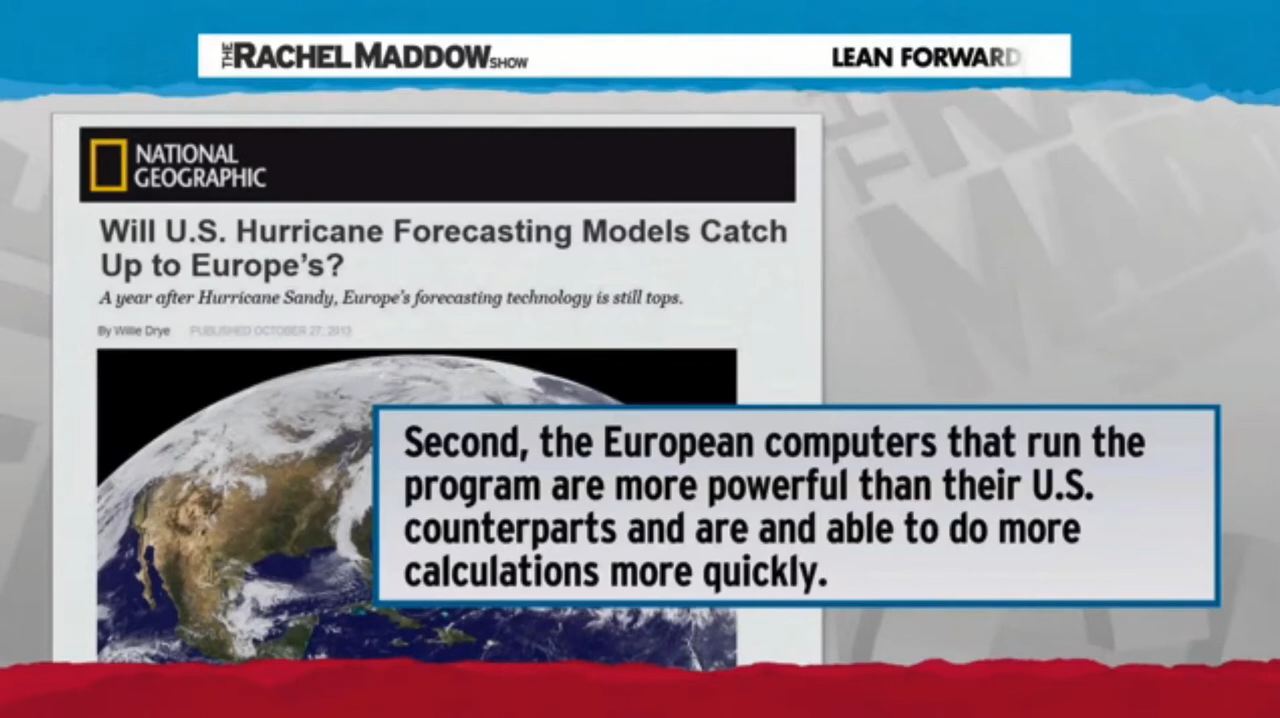 THE RACHEL MADDOW SHOW
LEAN FORWARD
NATIONAL
GEOGRAPHIC
Will U.S. Hurricane Forecasting Models Catch
Up to Europe's?
A year after Hurricane Sandy, Europe's forecasting technology is still tops.
By Willie Drye PUBLISHED OCTOBER 27, 2013
Second, the European computers that run the
program are more powerful than their U.S.
counterparts and are and able to do more
calculations more quickly.